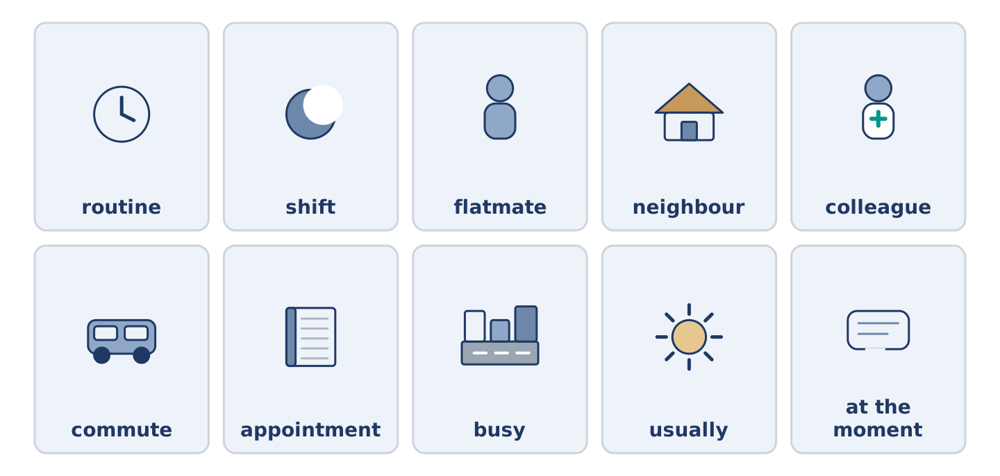 routine
shift
flatmate
neighbour
colleague
commute
appointment
busy
usually
at the
moment